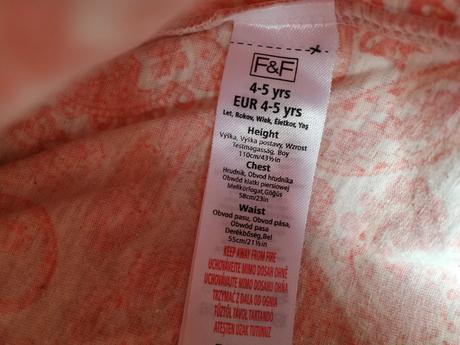 F&F
4-5 yrs
EUR 4-5 yrs
Let, Rokov, Wiek, Életkor, Yaş
Height
Výška, Výška postavy, Wzrost
Testmagasság, Boy
110cm/43½in
Chest
Hrudník, Obvod hrudníka
Obwód klatki piersiowej
Mellkörfogat,Göğüs
58cm/23in
Waist
Obvod pasu, Obvod pása,
Obwód pasa
Derékbőség,Bel
55cm/21½in
KEEP AWAY FROM FIRE
UCHOVÁVEJTE MIMO DOSAH OHNĚ
UCHOVÁVAJTE MIMO DOSAHU OHŇA
TRZYMAĆ Z DALA OD OGNIA
TŰZTŐL TÁVOL TARTANDÓ
ATEŞTEN UZAK TUTUNUZ